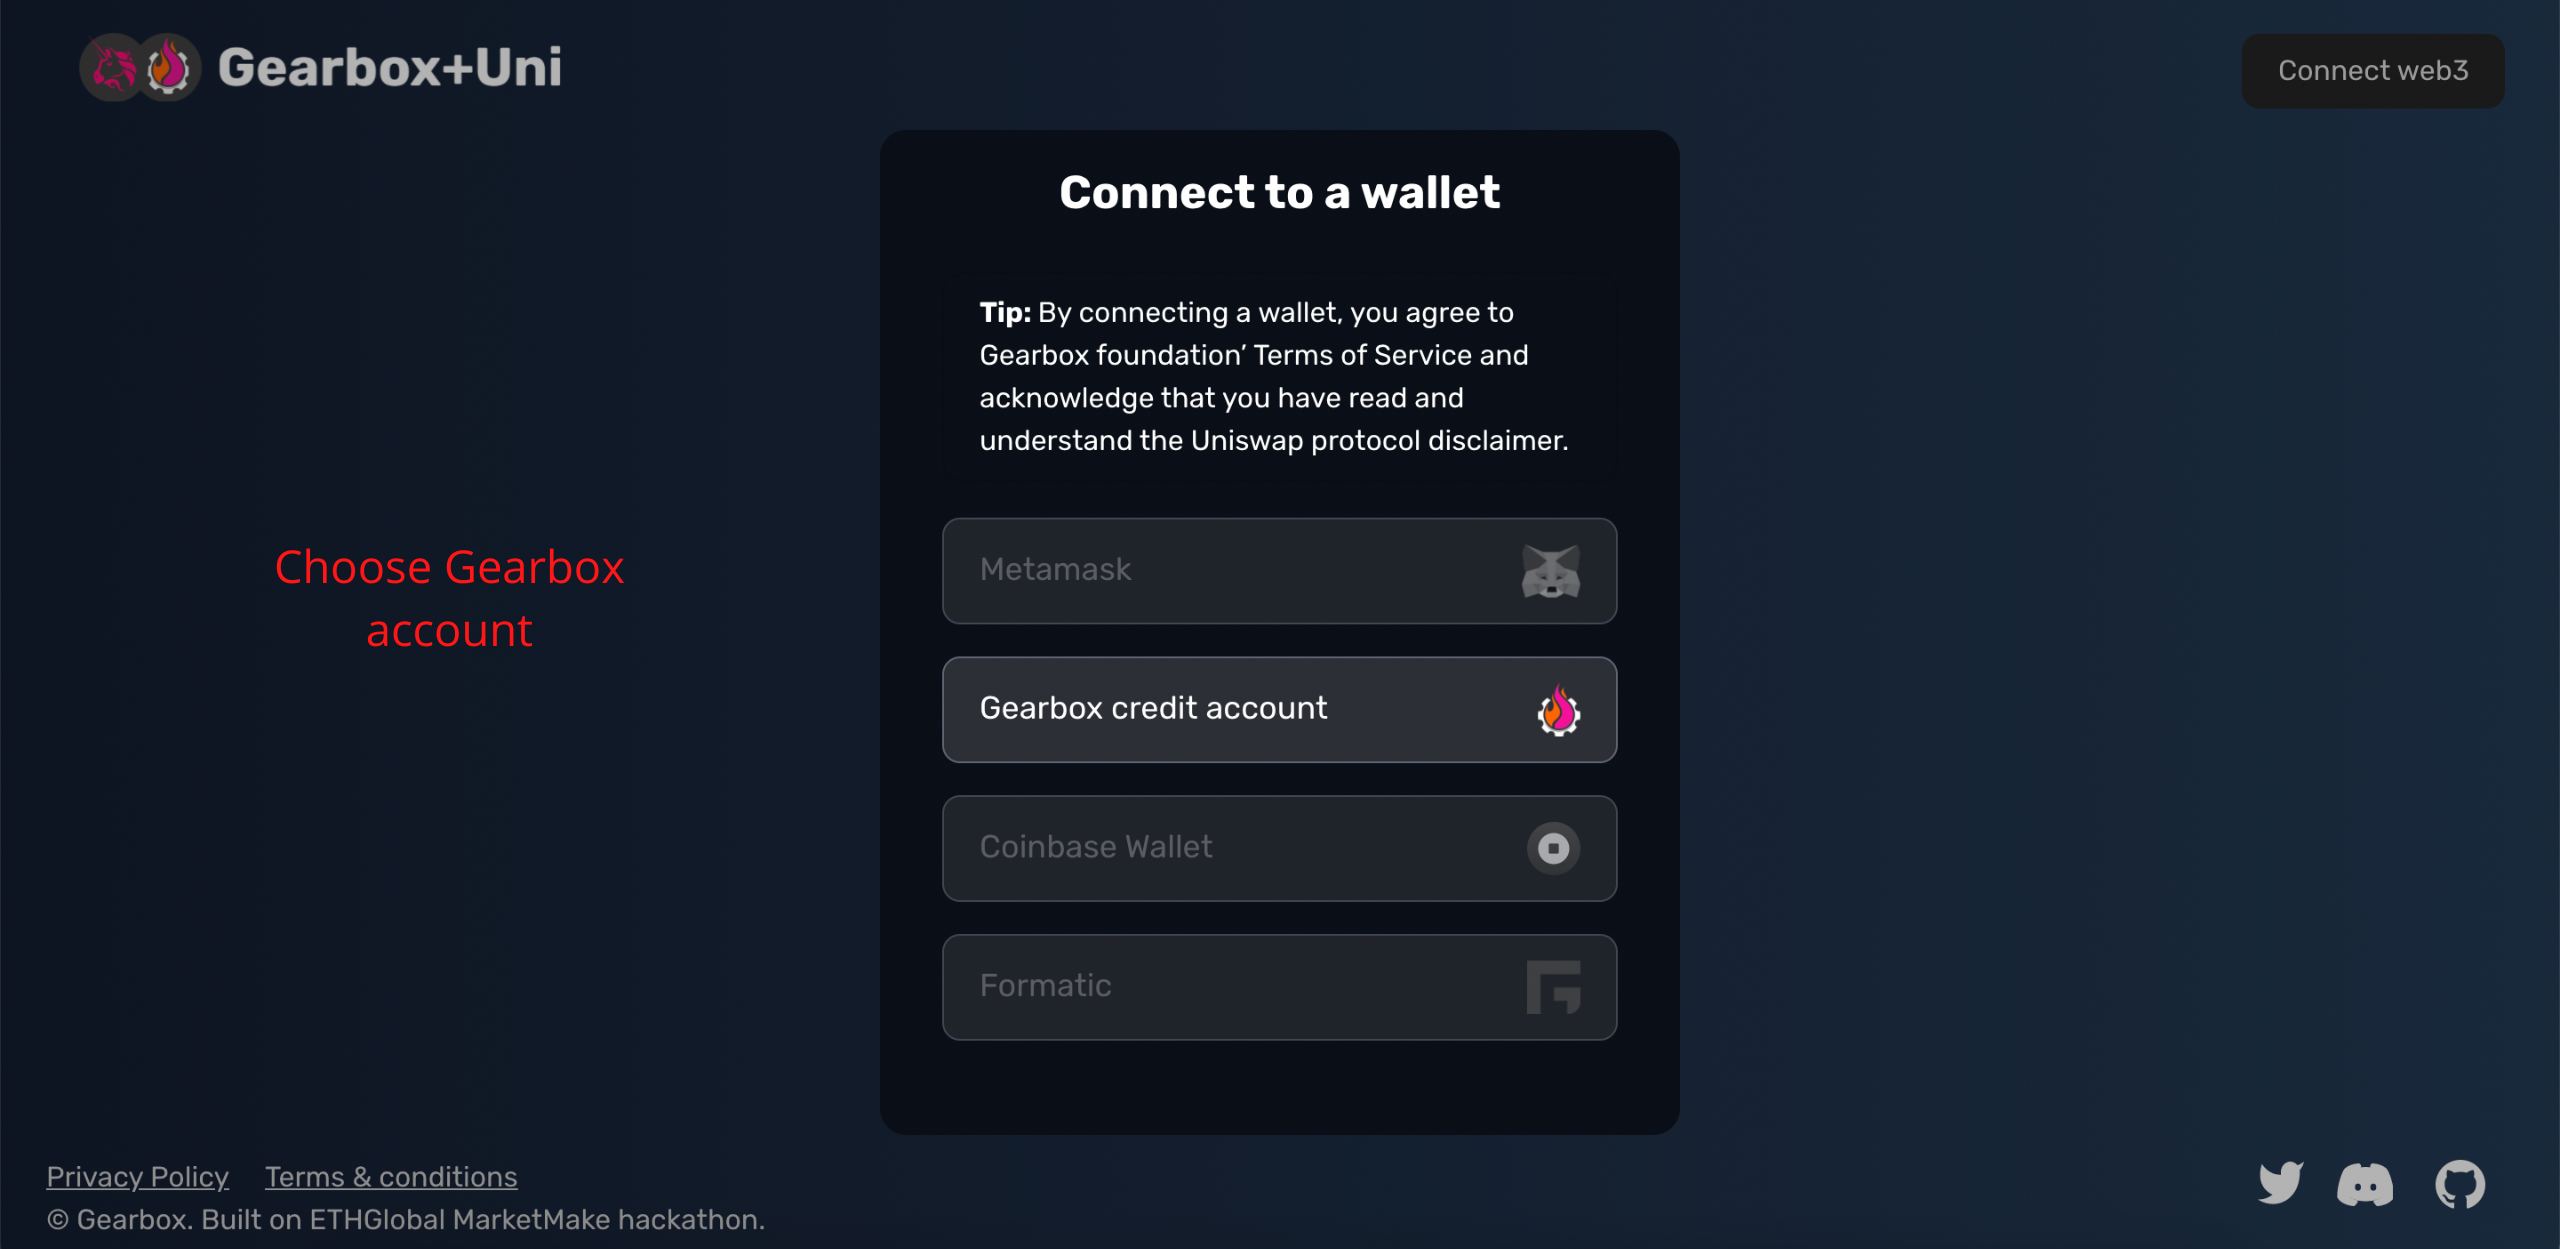 Gearbox+Uni
Connect web3
Connect to a wallet
Tip: By connecting a wallet, you agree to
Gearbox foundation’ Terms of Service and
acknowledge that you have read and
understand the Uniswap protocol disclaimer.
Choose Gearbox
account
Metamask
Gearbox credit account
Coinbase Wallet
Formatic
Privacy Policy Terms & conditions
© Gearbox. Built on ETHGlobal MarketMake hackathon.